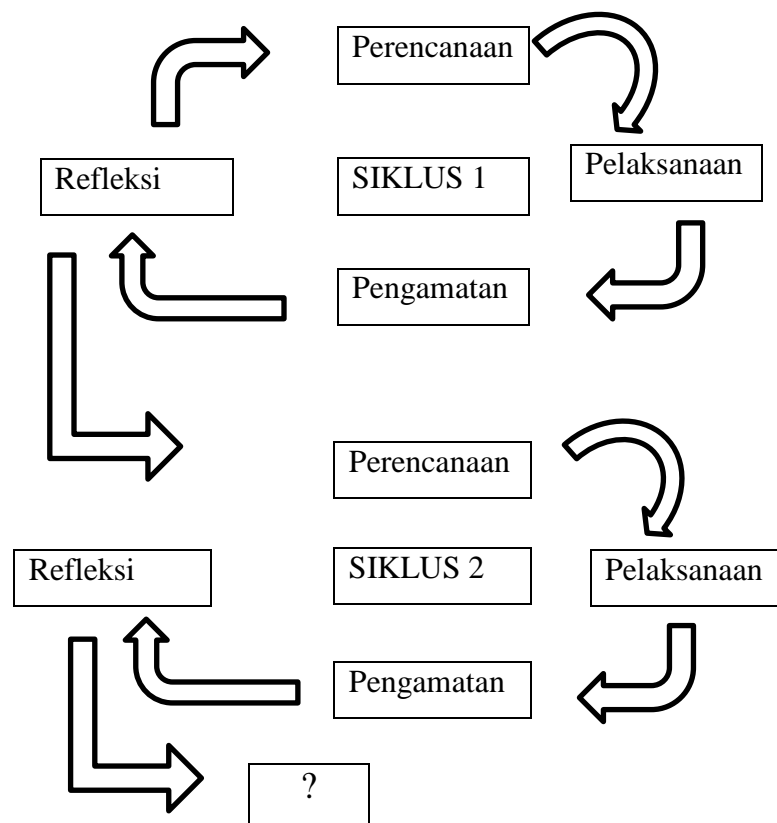 Perencanaan
Refleksi
SIKLUS 1
Pelaksanaan
Pengamatan
Perencanaan
Refleksi
SIKLUS 2
Pelaksanaan
Pengamatan
?